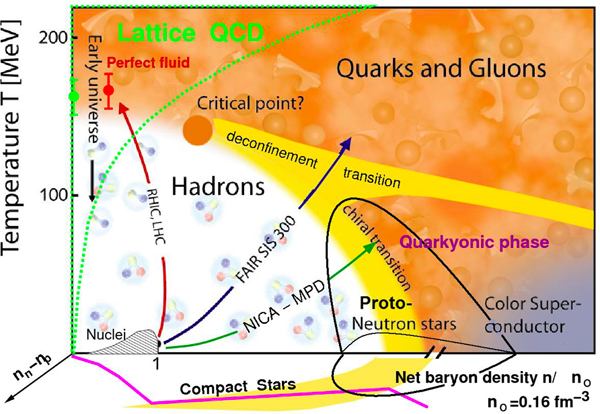 200
Lattice QCD
Perfect fluid
Early universe
Quarks and Gluons
Critical point?
deconfinement transition
Temperature T [MeV]
100
Hadrons
RHIC, LHC
FAIR SIS 300
chiral transition
Quarkyonic phase
NICA – MPD
Proto-
Neutron stars
Color Super-
conductor
Nuclei
1
nₙ–nₚ
Compact Stars
Net baryon density n/ n₀
n₀=0.16 fm⁻³